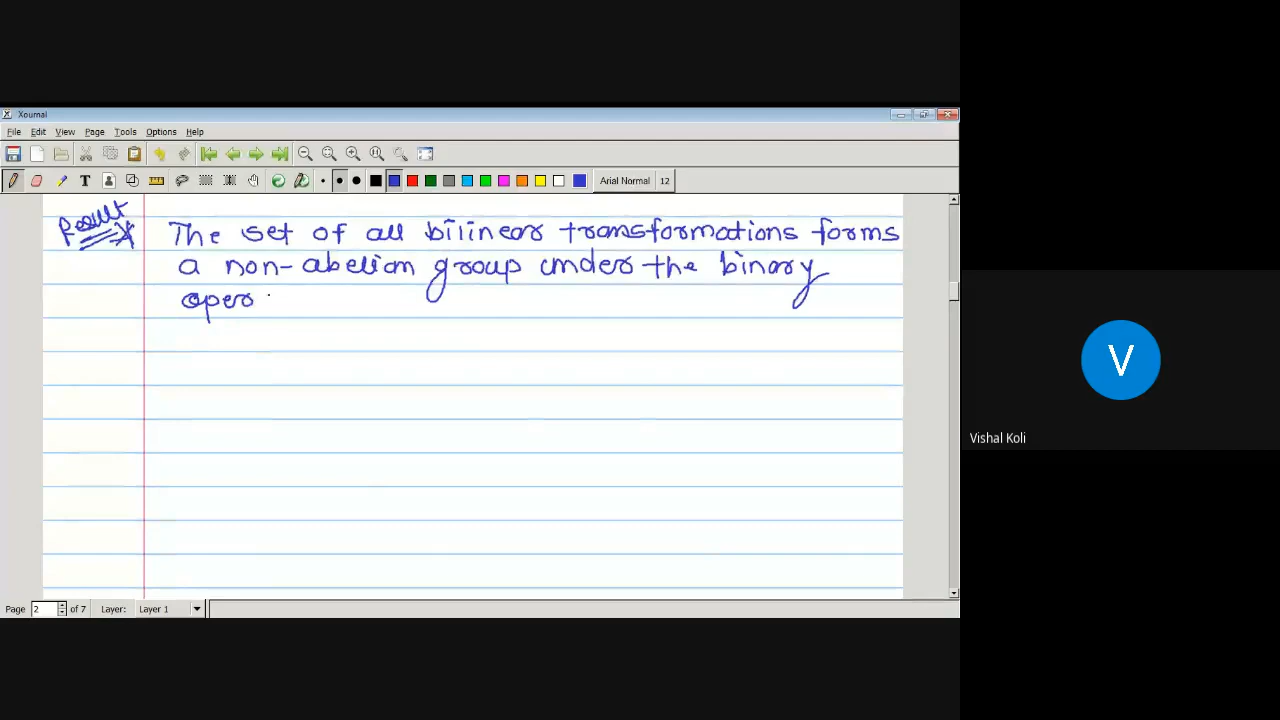 Xournal
File Edit View Page Tools Options Help
Arial Normal 12
Result
The set of all bilinear transformations forms
a non-abelian group under the binary
oper
V
Vishal Koli
Page 2 of 7 Layer: Layer 1